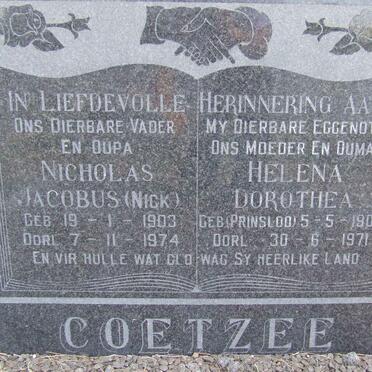 IN LIEFDEVOLLE HERINNERING AA
ONS DIERBARE VADER
EN OUPA
NICHOLAS
JACOBUS (NICK)
GEB 19 - 1 - 1903
OORL 7 - 11 - 1974
MY DIERBARE EGGENOT
ONS MOEDER EN OUMA
HELENA
DOROTHEA
GEB (PRINSLOO) 5-5-190
OORL 30-6-1971
EN VIR HULLE WAT GLO WAG SY HEERLIKE LAND
COETZEE